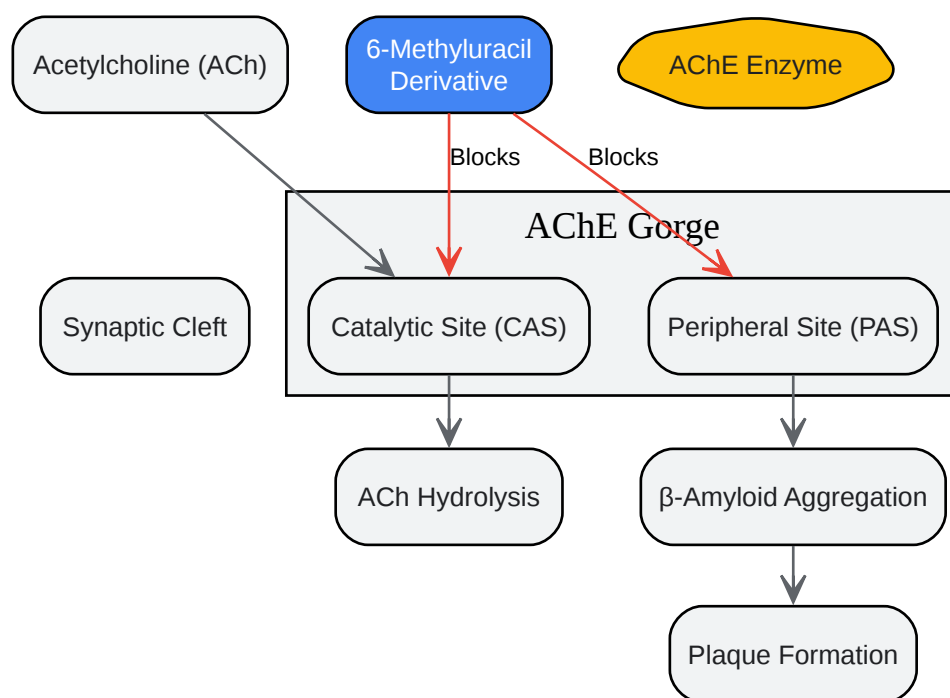 Acetylcholine (ACh)
6-Methyluracil
Derivative
AChE Enzyme
Blocks
Blocks
AChE Gorge
Synaptic Cleft
Catalytic Site (CAS)
Peripheral Site (PAS)
ACh Hydrolysis
β-Amyloid Aggregation
Plaque Formation